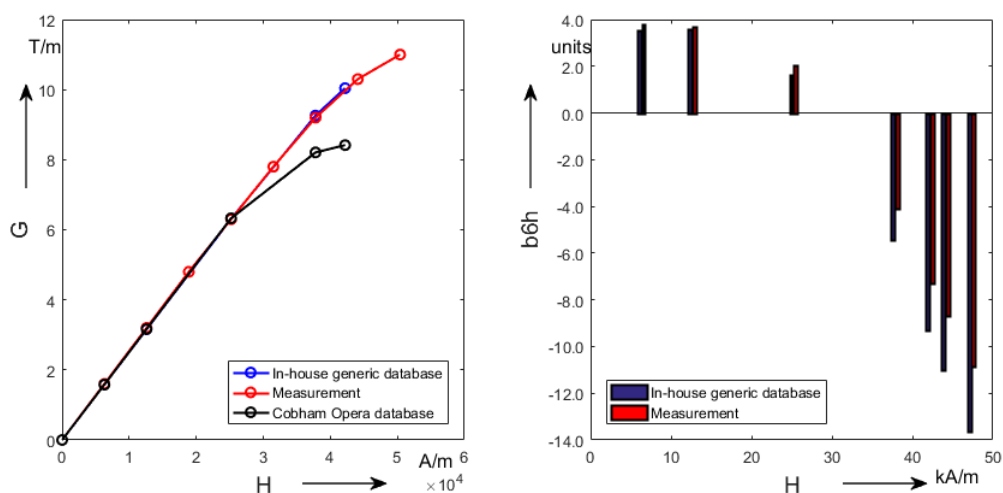 12
T/m
10
8
6
4
2
0
G
0
1
2
3
4
5
6
A/m
×10⁴
H
In-house generic database
Measurement
Cobham Opera database
4.0
units
2.0
0.0
-2.0
-4.0
-6.0
-8.0
-10.0
-12.0
-14.0
b6h
0
10
20
30
40
50
kA/m
H
In-house generic database
Measurement